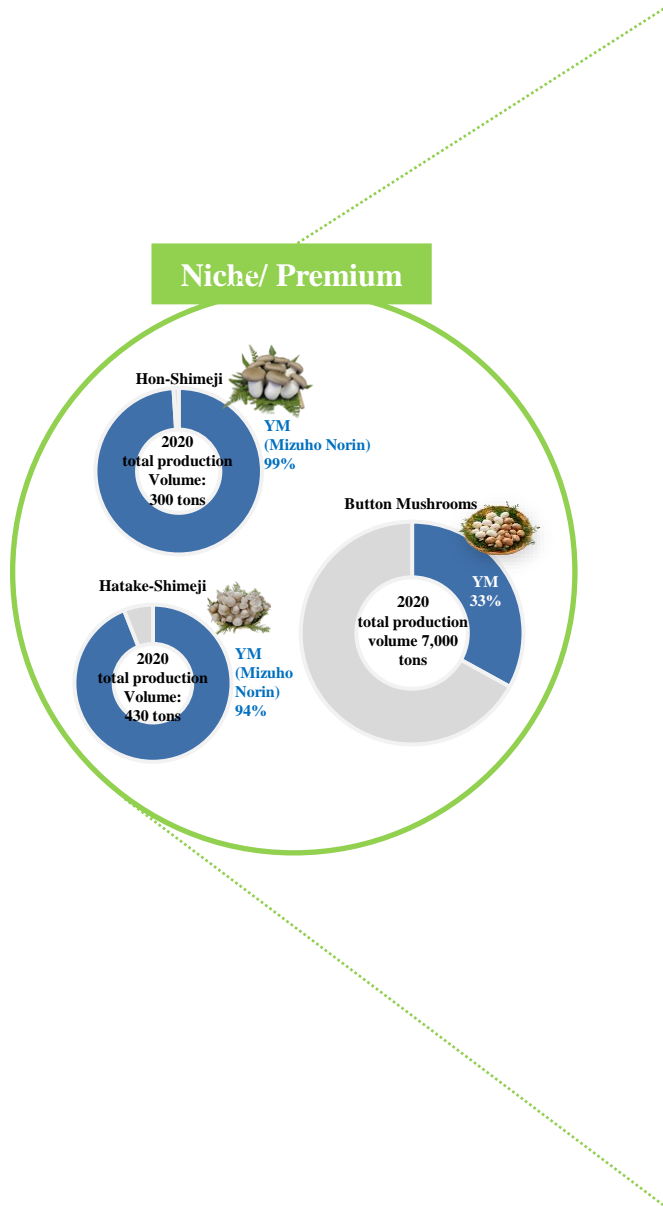 Niche/ Premium
Hon-Shimeji
YM
(Mizuho Norin)
99%
2020
total production
Volume:
300 tons
Button Mushrooms
YM
33%
2020
total production
volume 7,000
tons
Hatake-Shimeji
2020
total production
Volume:
430 tons
YM
(Mizuho
Norin)
94%